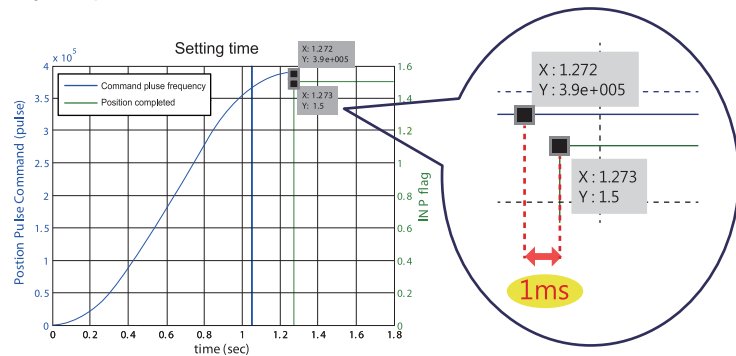 Setting time
x 10⁵
X: 1.272
Y: 3.9e+005
X: 1.273
Y: 1.5
Command pluse frequency
Position completed
Postion Pulse Command (pulse)
4
3.5
3
2.5
2
1.5
1
0.5
0
0
0.2
0.4
0.6
0.8
1
1.2
1.4
1.6
1.8
time (sec)
1.6
1.4
1.2
1
0.8
0.6
0.4
0.2
0
INP flag
X : 1.272
Y : 3.9e+005
X : 1.273
Y : 1.5
1ms